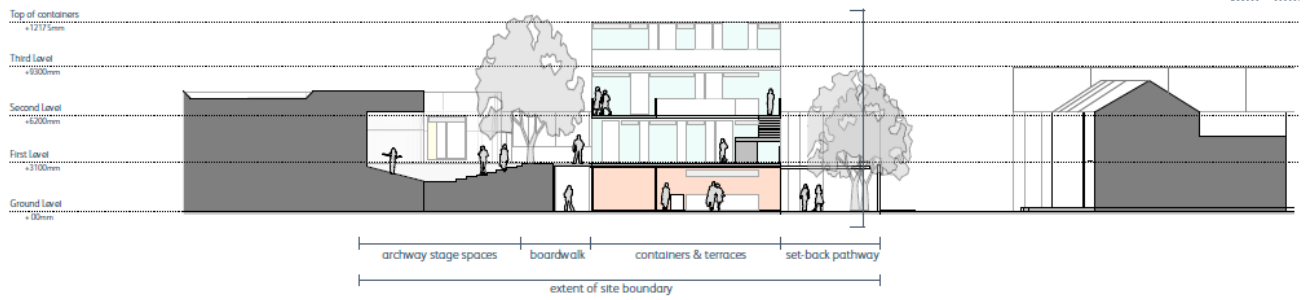 Top of containers
+12175mm
Third Level
+9300mm
Second Level
+6200mm
First Level
+3100mm
Ground Level
+ 00mm
archway stage spaces
boardwalk
containers & terraces
set-back pathway
extent of site boundary